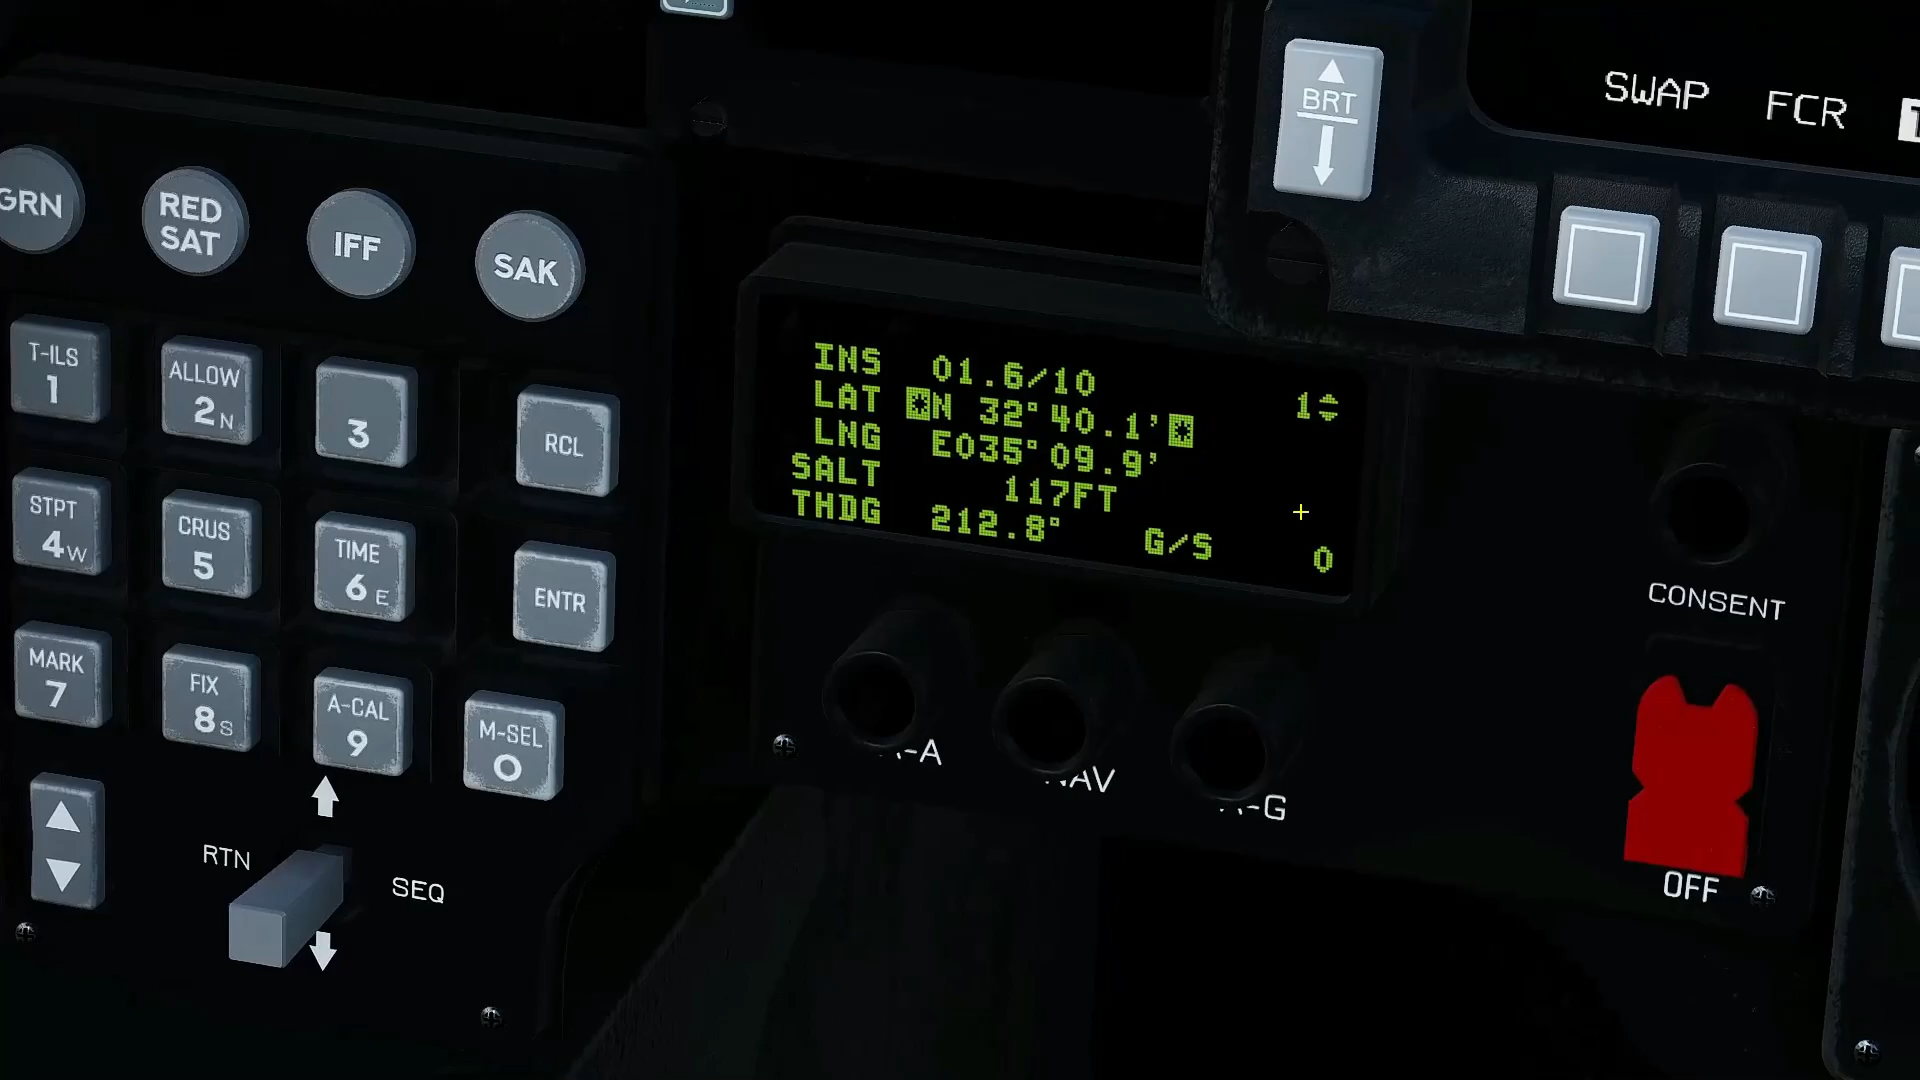 SWAP FCR
BRT
GRN
RED
SAT
IFF
SAK
T-ILS
1
ALLOW
2N
3
RCL
STPT
4W
CRUS
5
TIME
6E
ENTR
MARK
7
FIX
8S
A-CAL
9
M-SEL
0
RTN
SEQ
INS 01.6/10 1
LAT N 32°40.1'
LNG E035°09.9'
SALT 117FT
THDG 212.8° G/S 0
NAV
CONSENT
OFF